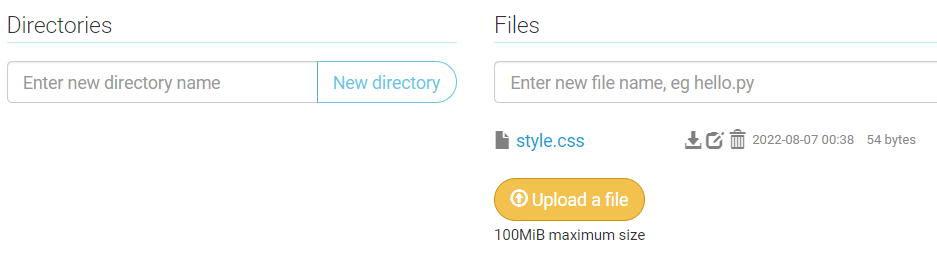 Directories
Enter new directory name
New directory
Files
Enter new file name, eg hello.py
style.css
2022-08-07 00:38
54 bytes
Upload a file
100MiB maximum size